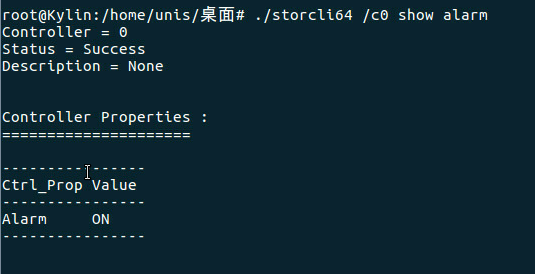 root@Kylin:/home/unis/桌面# ./storcli64 /c0 show alarm
Controller = 0
Status = Success
Description = None
Controller Properties :
=====================
----------------
Ctrl_Prop Value
----------------
Alarm     ON
----------------